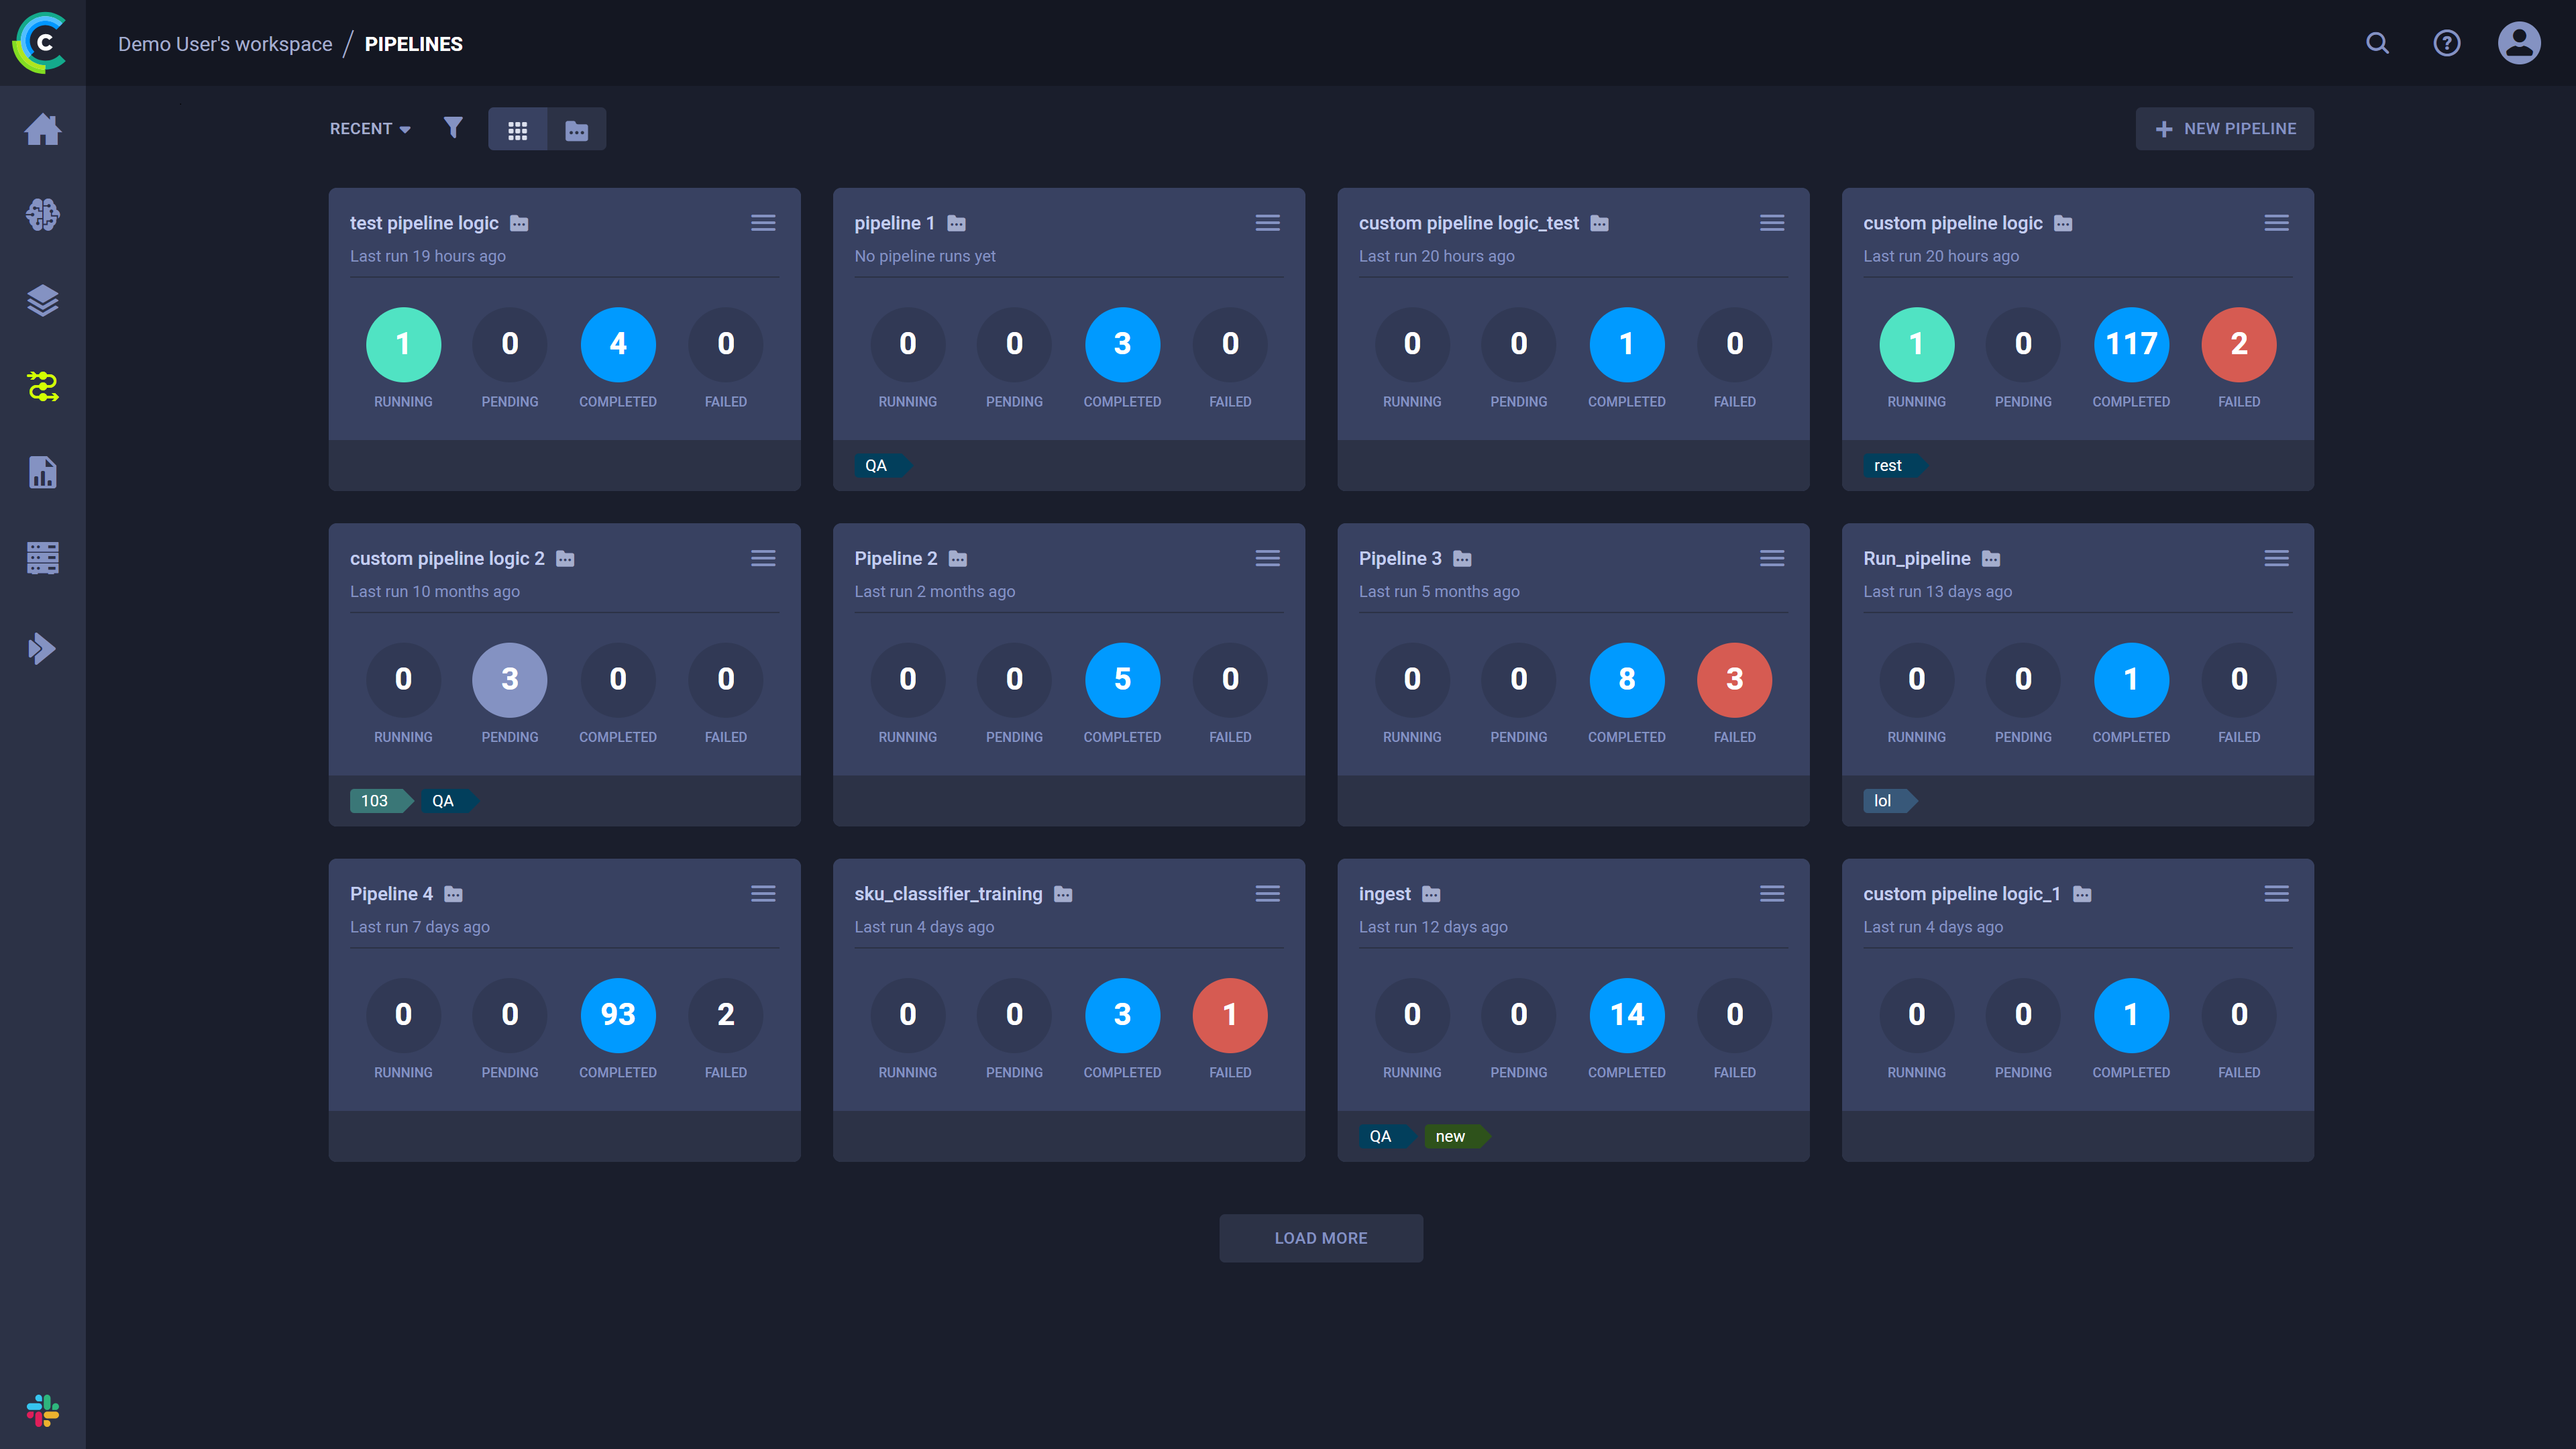 C
Demo User's workspace / PIPELINES
?
RECENT
NEW PIPELINE
test pipeline logic
Last run 19 hours ago
1 0 4 0
RUNNING PENDING COMPLETED FAILED
pipeline 1
No pipeline runs yet
0 0 3 0
RUNNING PENDING COMPLETED FAILED
QA
custom pipeline logic_test
Last run 20 hours ago
0 0 1 0
RUNNING PENDING COMPLETED FAILED
custom pipeline logic
Last run 20 hours ago
1 0 117 2
RUNNING PENDING COMPLETED FAILED
rest
custom pipeline logic 2
Last run 10 months ago
0 3 0 0
RUNNING PENDING COMPLETED FAILED
103 QA
Pipeline 2
Last run 2 months ago
0 0 5 0
RUNNING PENDING COMPLETED FAILED
Pipeline 3
Last run 5 months ago
0 0 8 3
RUNNING PENDING COMPLETED FAILED
Run_pipeline
Last run 13 days ago
0 0 1 0
RUNNING PENDING COMPLETED FAILED
lol
Pipeline 4
Last run 7 days ago
0 0 93 2
RUNNING PENDING COMPLETED FAILED
sku_classifier_training
Last run 4 days ago
0 0 3 1
RUNNING PENDING COMPLETED FAILED
ingest
Last run 12 days ago
0 0 14 0
RUNNING PENDING COMPLETED FAILED
QA new
custom pipeline logic_1
Last run 4 days ago
0 0 1 0
RUNNING PENDING COMPLETED FAILED
LOAD MORE